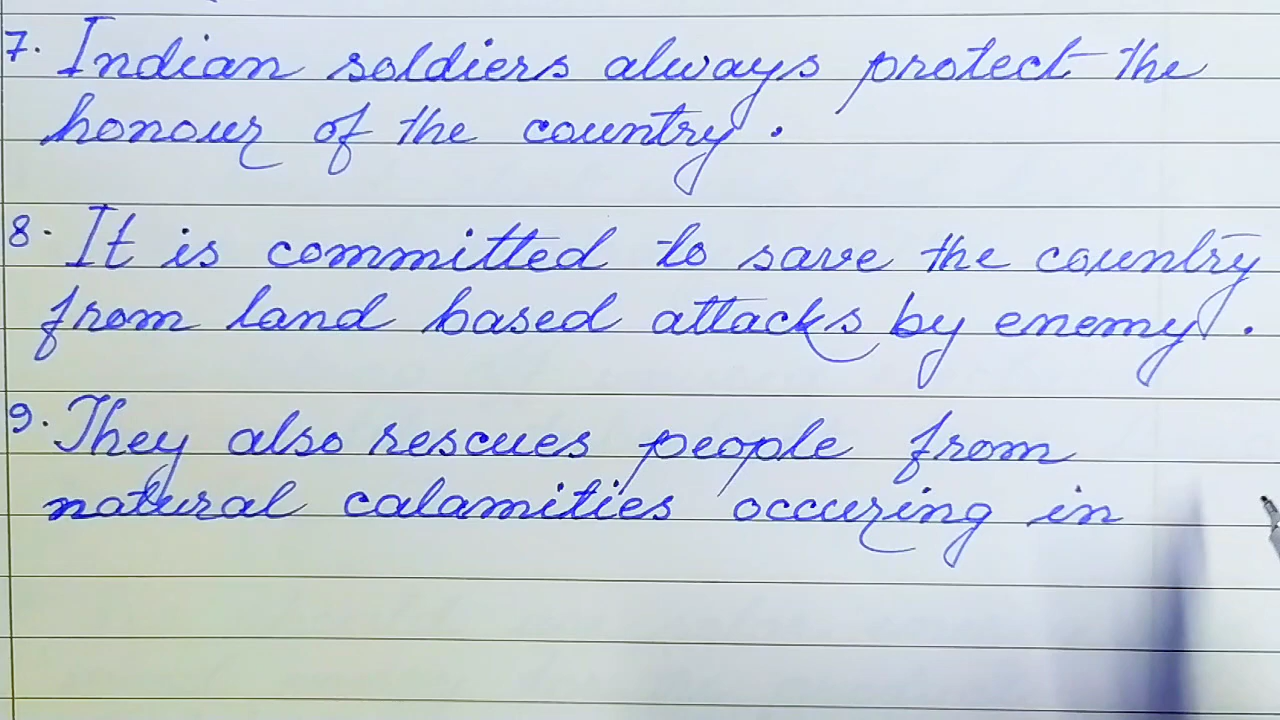 7. Indian soldiers always protect the
honour of the country.
8. It is committed to save the country
from land based attacks by enemy.
9. They also rescues people from
natural calamities occuring in